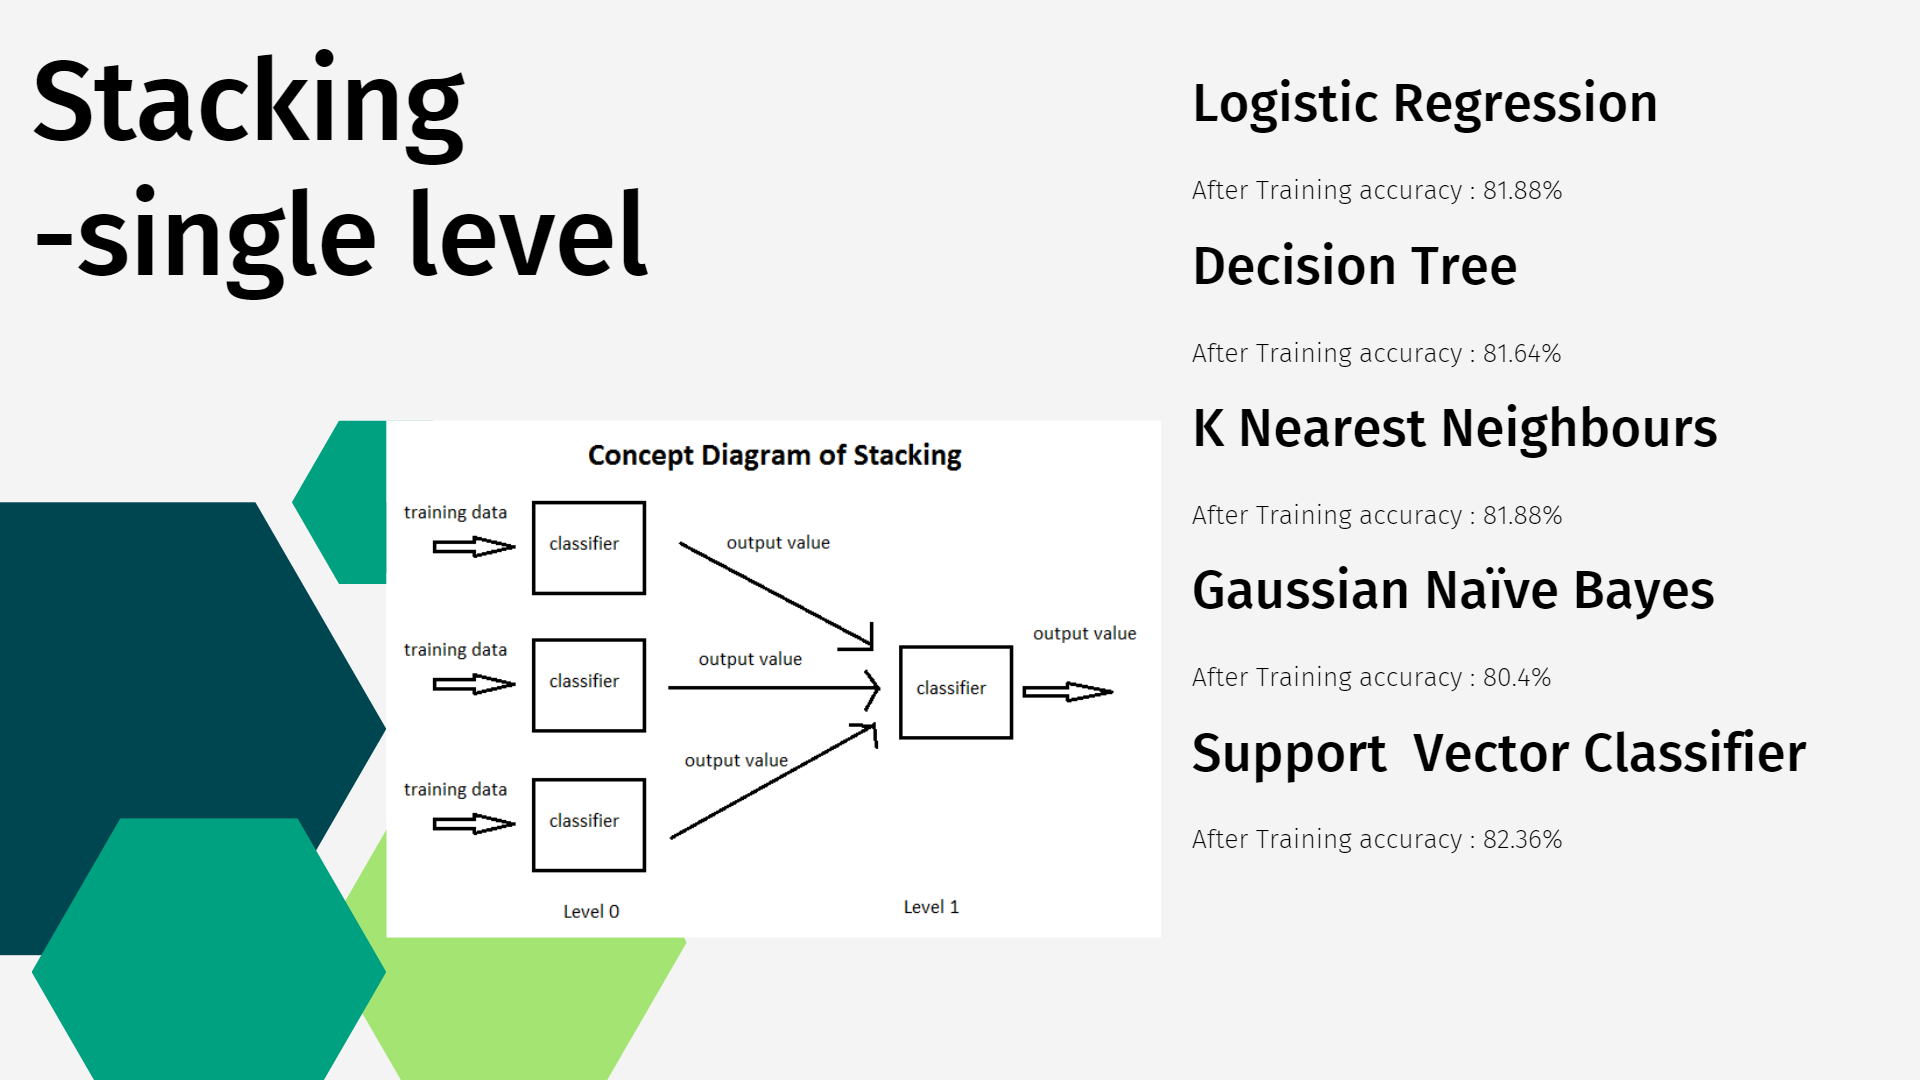 Stacking
-single level
Concept Diagram of Stacking
training data
classifier
output value
training data
classifier
output value
training data
classifier
output value
classifier
output value
Level 0
Level 1
Logistic Regression
After Training accuracy : 81.88%
Decision Tree
After Training accuracy : 81.64%
K Nearest Neighbours
After Training accuracy : 81.88%
Gaussian Naïve Bayes
After Training accuracy : 80.4%
Support  Vector Classifier
After Training accuracy : 82.36%